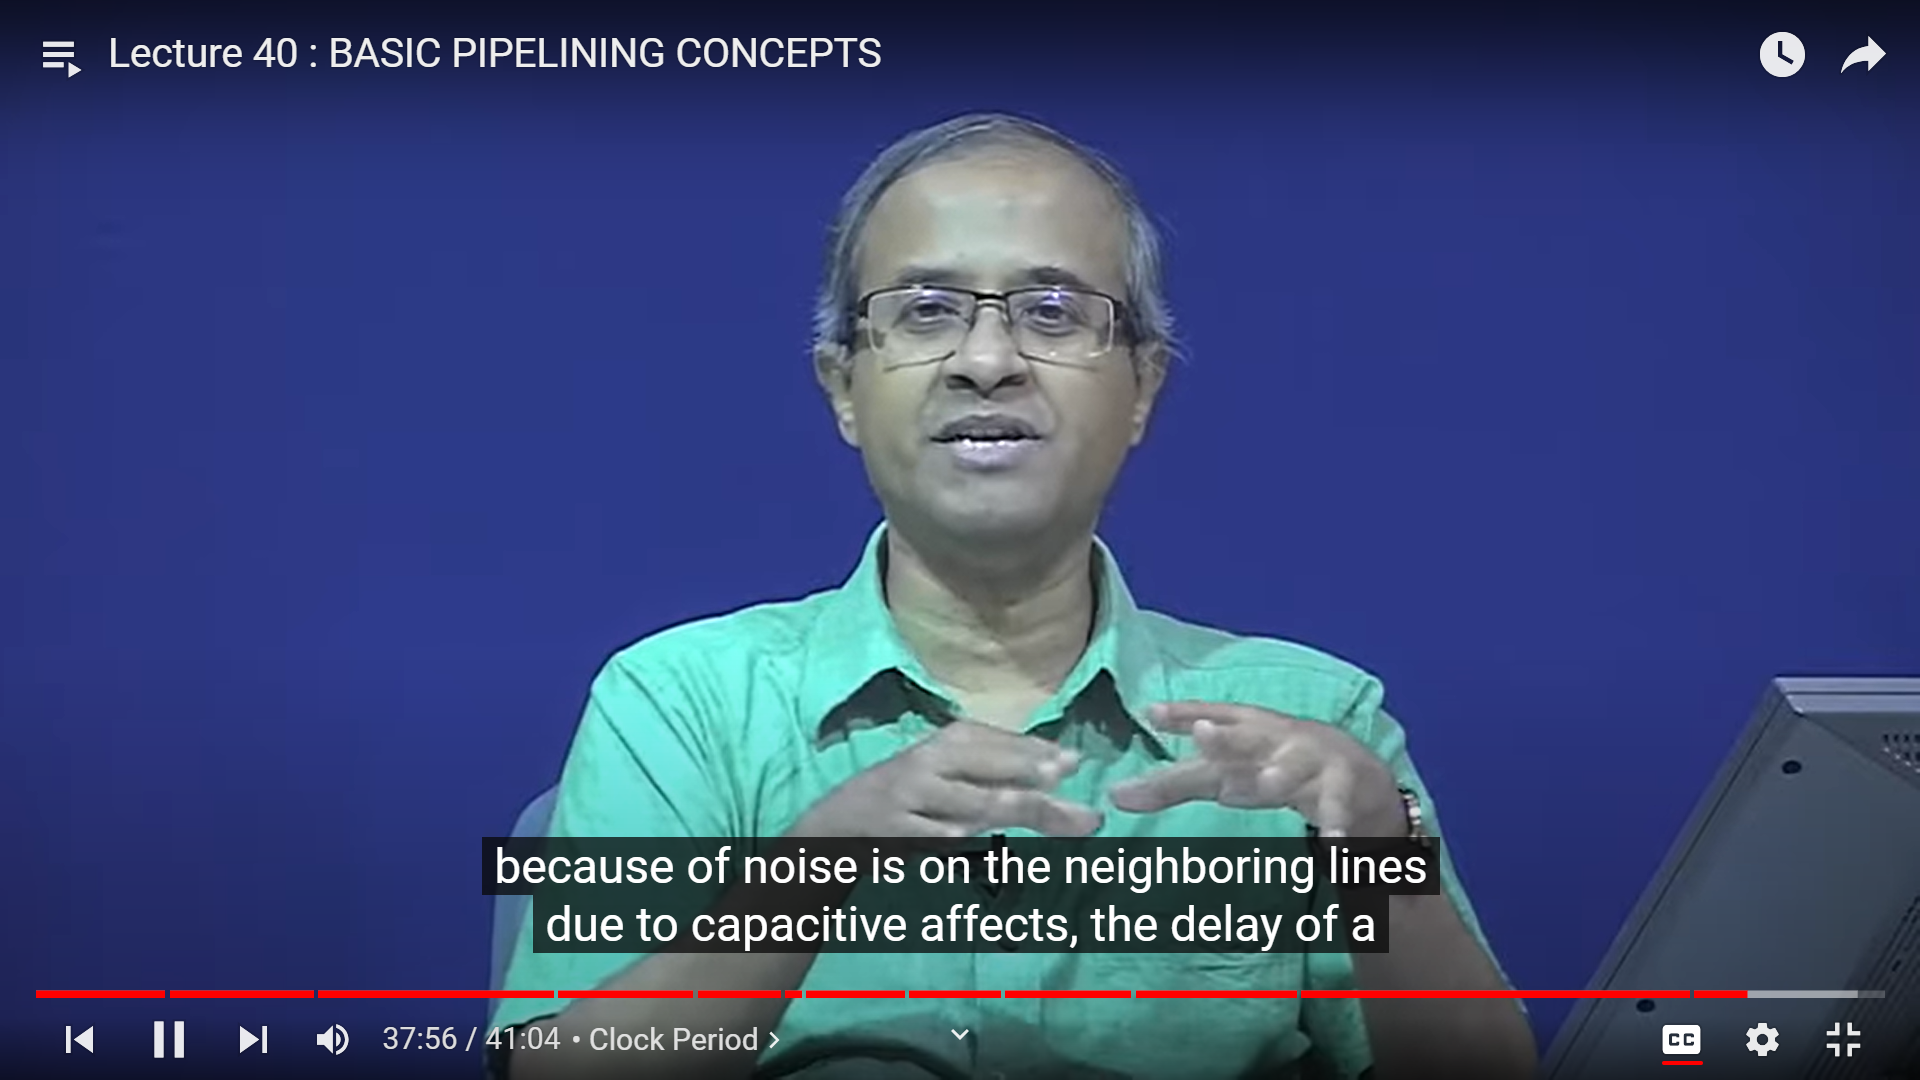 Lecture 40 : BASIC PIPELINING CONCEPTS
because of noise is on the neighboring lines
due to capacitive affects, the delay of a
37:56 / 41:04 • Clock Period
CC